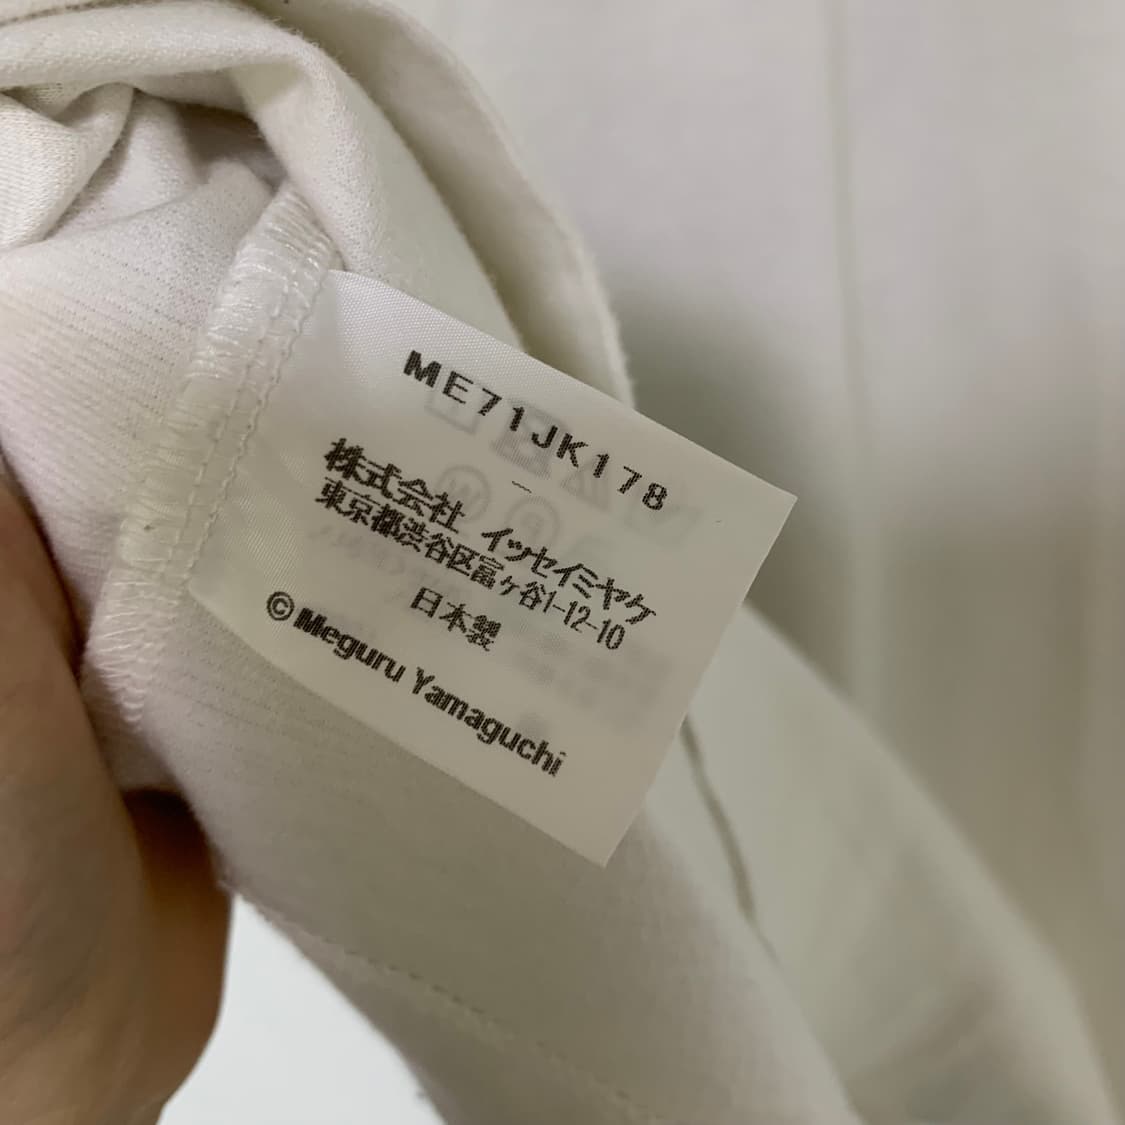 ME71JK178
株式会社 イッセイミヤケ
東京都渋谷区富ヶ谷1-12-10
日本製
©Meguru Yamaguchi